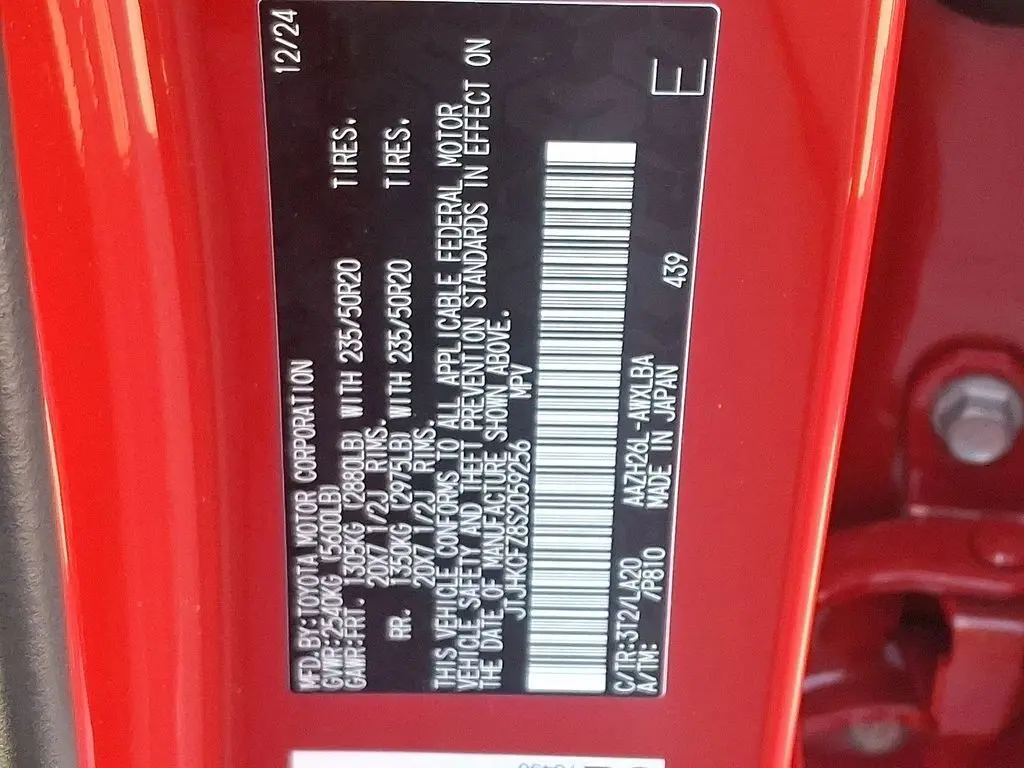 MFD.BY:TOYOTA MOTOR CORPORATION 12/24
GVWR:2540KG (5600LB)
GAWR:FRT. 1305KG (2880LB) WITH 235/50R20 TIRES.
20X7 1/2J RIMS.
RR. 1350KG (2975LB) WITH 235/50R20 TIRES.
20X7 1/2J RIMS.
THIS VEHICLE CONFORMS TO ALL APPLICABLE FEDERAL MOTOR
VEHICLE SAFETY AND THEFT PREVENTION STANDARDS IN EFFECT ON
THE DATE OF MANUFACTURE SHOWN ABOVE.
JTJHKCFZ8S2059256 MPV
C/TR:3T2/LA20 AAZH26L-AWXLBA
A/TM: /P810 MADE IN JAPAN 439
E